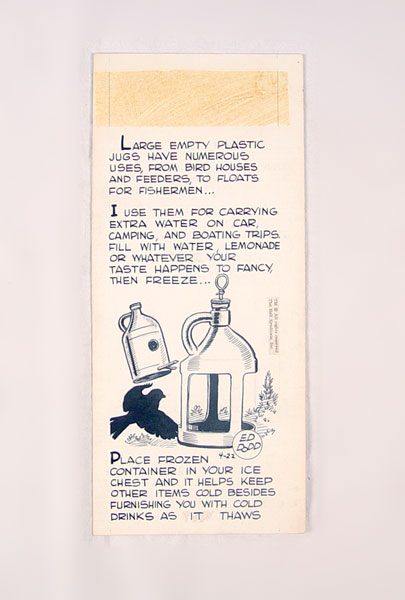 LARGE EMPTY PLASTIC
JUGS HAVE NUMEROUS
USES, FROM BIRD HOUSES
AND FEEDERS, TO FLOATS
FOR FISHERMEN...
I USE THEM FOR CARRYING
EXTRA WATER ON CAR,
CAMPING, AND BOATING TRIPS.
FILL WITH WATER, LEMONADE
OR WHATEVER YOUR
TASTE HAPPENS TO FANCY,
THEN FREEZE...
ED
DODD
4-22
PLACE FROZEN
CONTAINER IN YOUR ICE
CHEST AND IT HELPS KEEP
OTHER ITEMS COLD BESIDES
FURNISHING YOU WITH COLD
DRINKS AS IT THAWS